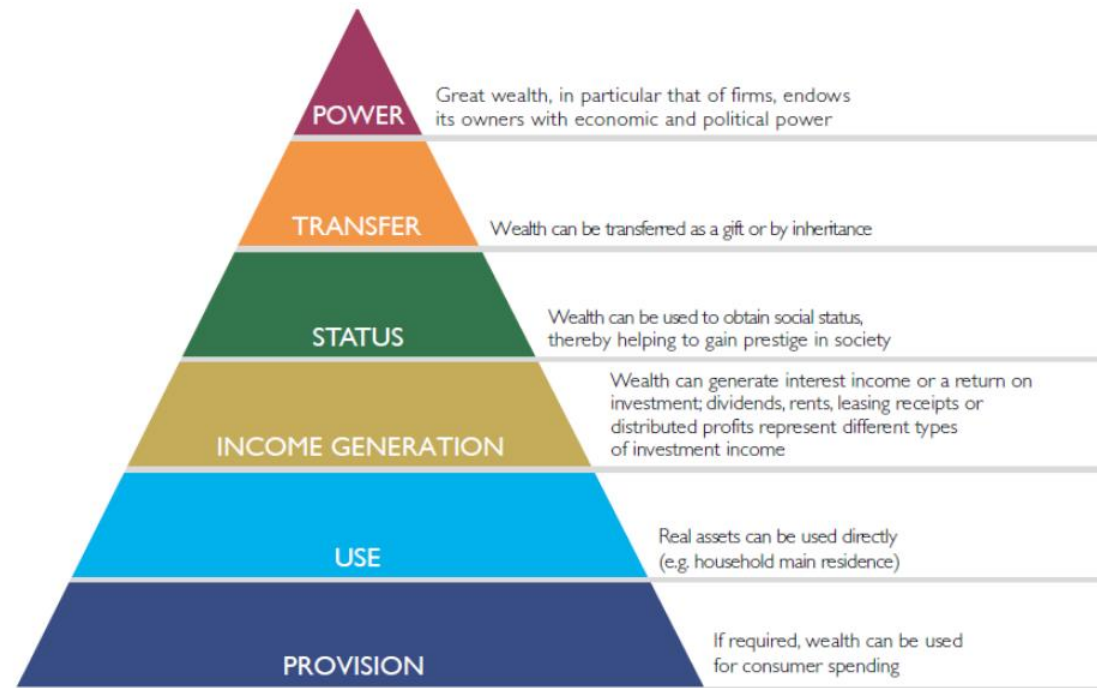 POWER
Great wealth, in particular that of firms, endows
its owners with economic and political power
TRANSFER
Wealth can be transferred as a gift or by inheritance
STATUS
Wealth can be used to obtain social status,
thereby helping to gain prestige in society
INCOME GENERATION
Wealth can generate interest income or a return on
investment; dividends, rents, leasing receipts or
distributed profits represent different types
of investment income
USE
Real assets can be used directly
(e.g. household main residence)
PROVISION
If required, wealth can be used
for consumer spending